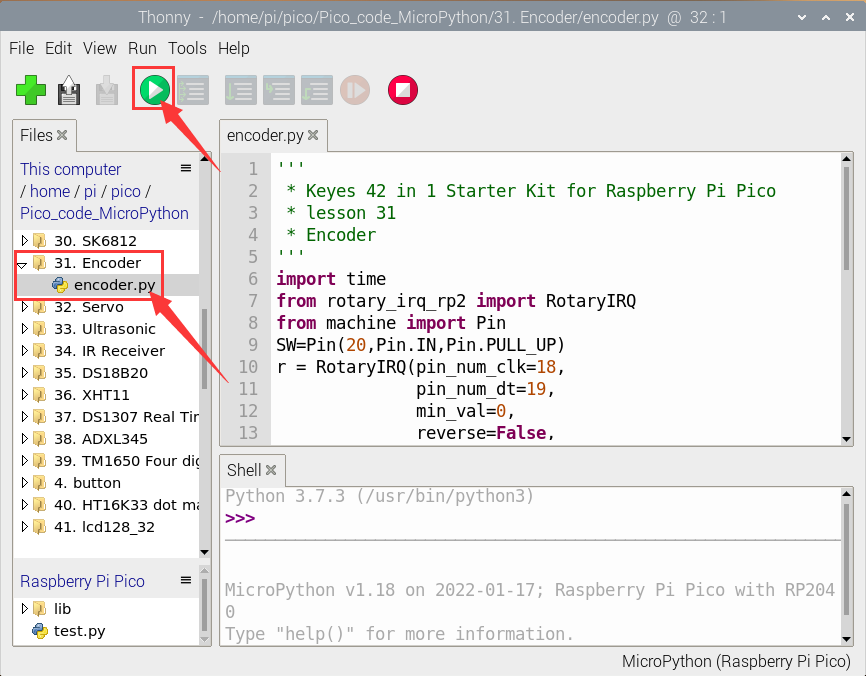 Thonny - /home/pi/pico/Pico_code_MicroPython/31. Encoder/encoder.py @ 32 : 1
File Edit View Run Tools Help
Files
This computer
/ home / pi / pico /
Pico_code_MicroPython
30. SK6812
31. Encoder
encoder.py
32. Servo
33. Ultrasonic
34. IR Receiver
35. DS18B20
36. XHT11
37. DS1307 Real Tir
38. ADXL345
39. TM1650 Four dig
4. button
40. HT16K33 dot ma
41. lcd128_32
Raspberry Pi Pico
lib
test.py
encoder.py
1 '''
2 * Keyes 42 in 1 Starter Kit for Raspberry Pi Pico
3 * lesson 31
4 * Encoder
5 '''
6 import time
7 from rotary_irq_rp2 import RotaryIRQ
8 from machine import Pin
9 SW=Pin(20,Pin.IN,Pin.PULL_UP)
10 r = RotaryIRQ(pin_num_clk=18,
11 pin_num_dt=19,
12 min_val=0,
13 reverse=False,
Shell
Python 3.7.3 (/usr/bin/python3)
>>>
MicroPython v1.18 on 2022-01-17; Raspberry Pi Pico with RP204
0
Type "help()" for more information.
MicroPython (Raspberry Pi Pico)